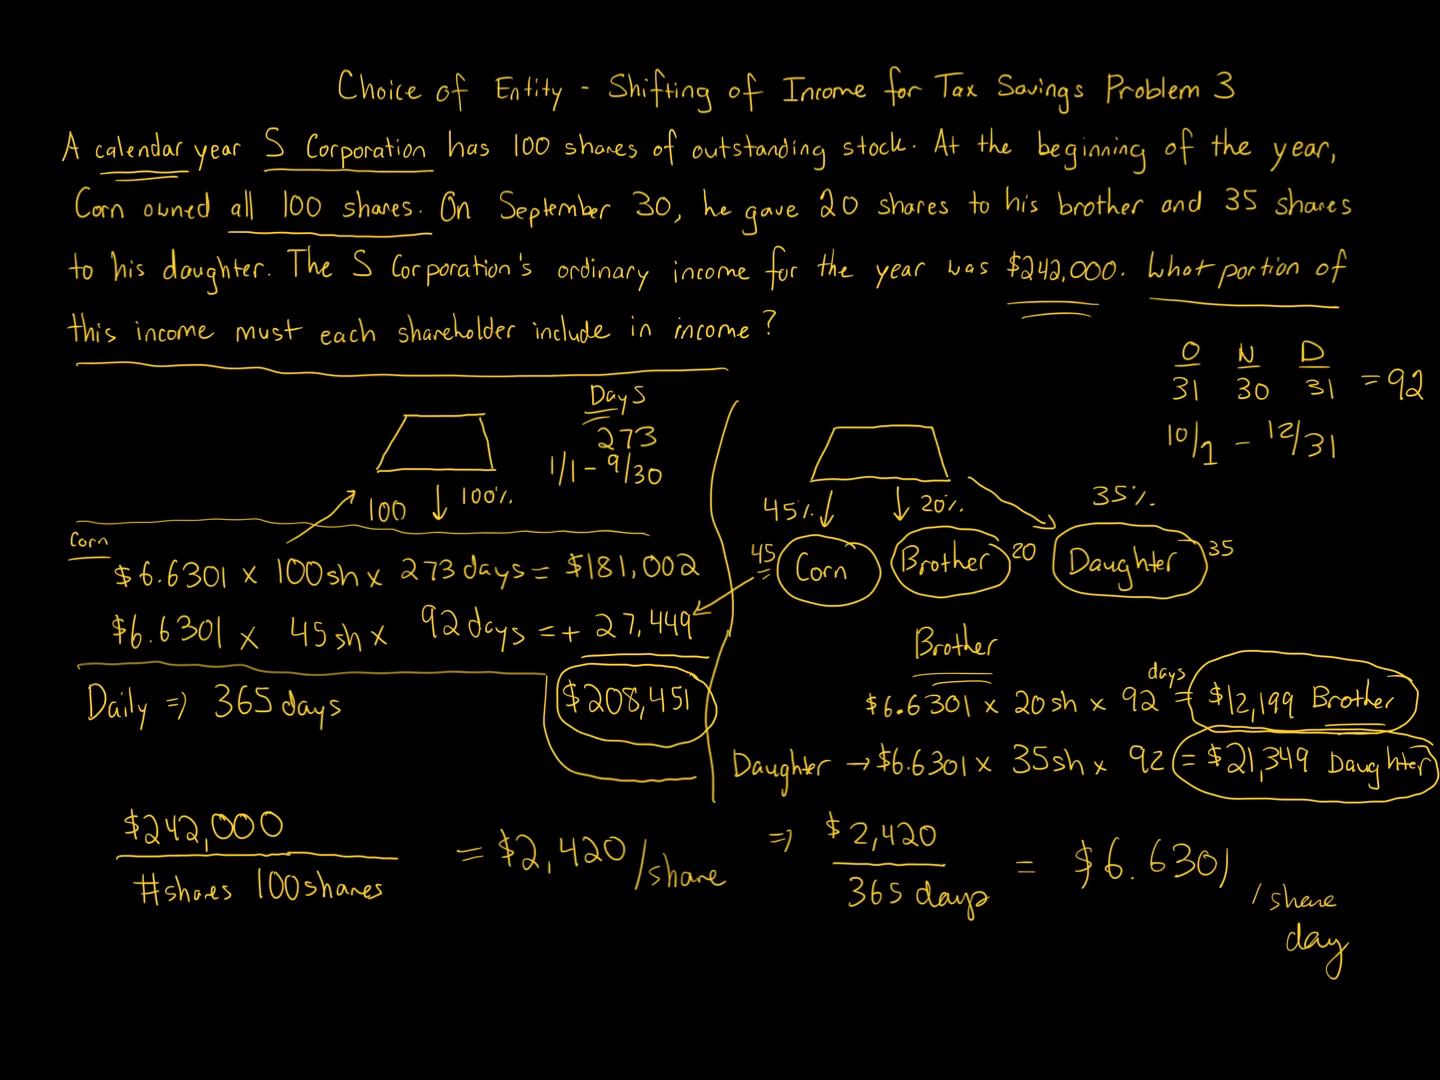 Choice of Entity - Shifting of Income for Tax Savings Problem 3
A calendar year S Corporation has 100 shares of outstanding stock. At the beginning of the year,
Corn owned all 100 shares. On September 30, he gave 20 shares to his brother and 35 shares
to his daughter. The S Corporation's ordinary income for the year was $242,000. What portion of
this income must each shareholder include in income?
O N D
31 30 31 = 92
10/1 - 12/31
Days
273
1/1 - 9/30
100 100%
45% 20% 35%
45 Corn Brother 20 Daughter 35
Corn
$6.6301 x 100sh x 273 days = $181,002
$6.6301 x 45sh x 92 days = + 27,449
$208,451
Daily => 365 days
Brother
$6.6301 x 20sh x 92 days = $12,199 Brother
Daughter → $6.6301 x 35sh x 92 = $21,349 Daughter
$242,000
#shares 100shares
= $2,420/share
=> $2,420
365 days
= $6.6301
/share
day